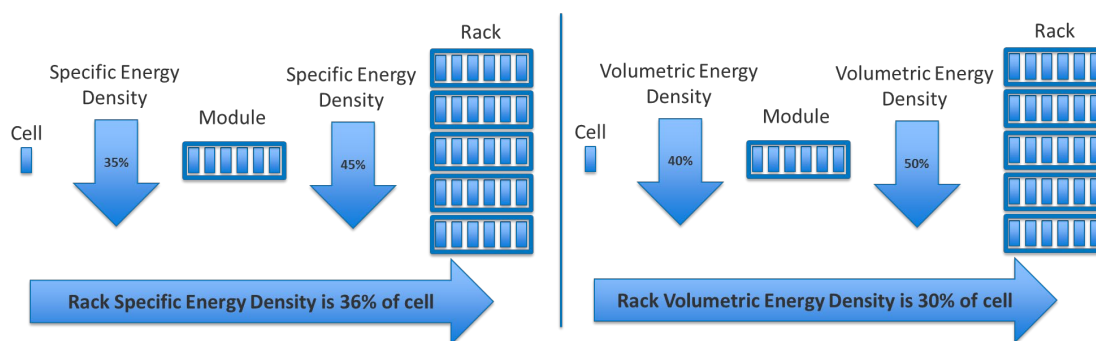 Rack
Specific Energy
Density
Specific Energy
Density
Module
Cell
35%
45%
Rack Specific Energy Density is 36% of cell
Rack
Volumetric Energy
Density
Volumetric Energy
Density
Module
Cell
40%
50%
Rack Volumetric Energy Density is 30% of cell